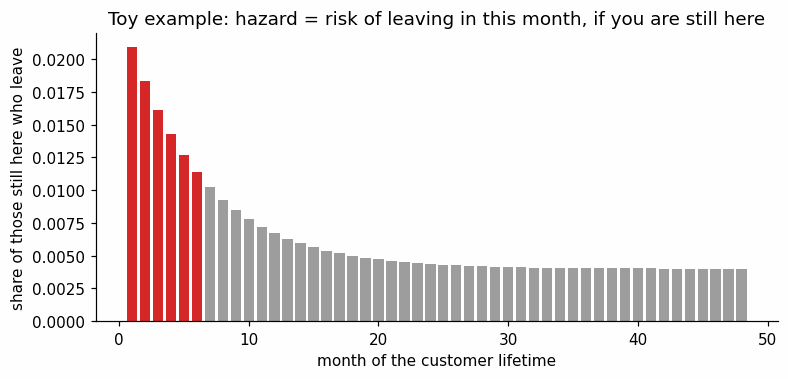 Toy example: hazard = risk of leaving in this month, if you are still here
share of those still here who leave
0.0200
0.0175
0.0150
0.0125
0.0100
0.0075
0.0050
0.0025
0.0000
0 10 20 30 40 50
month of the customer lifetime